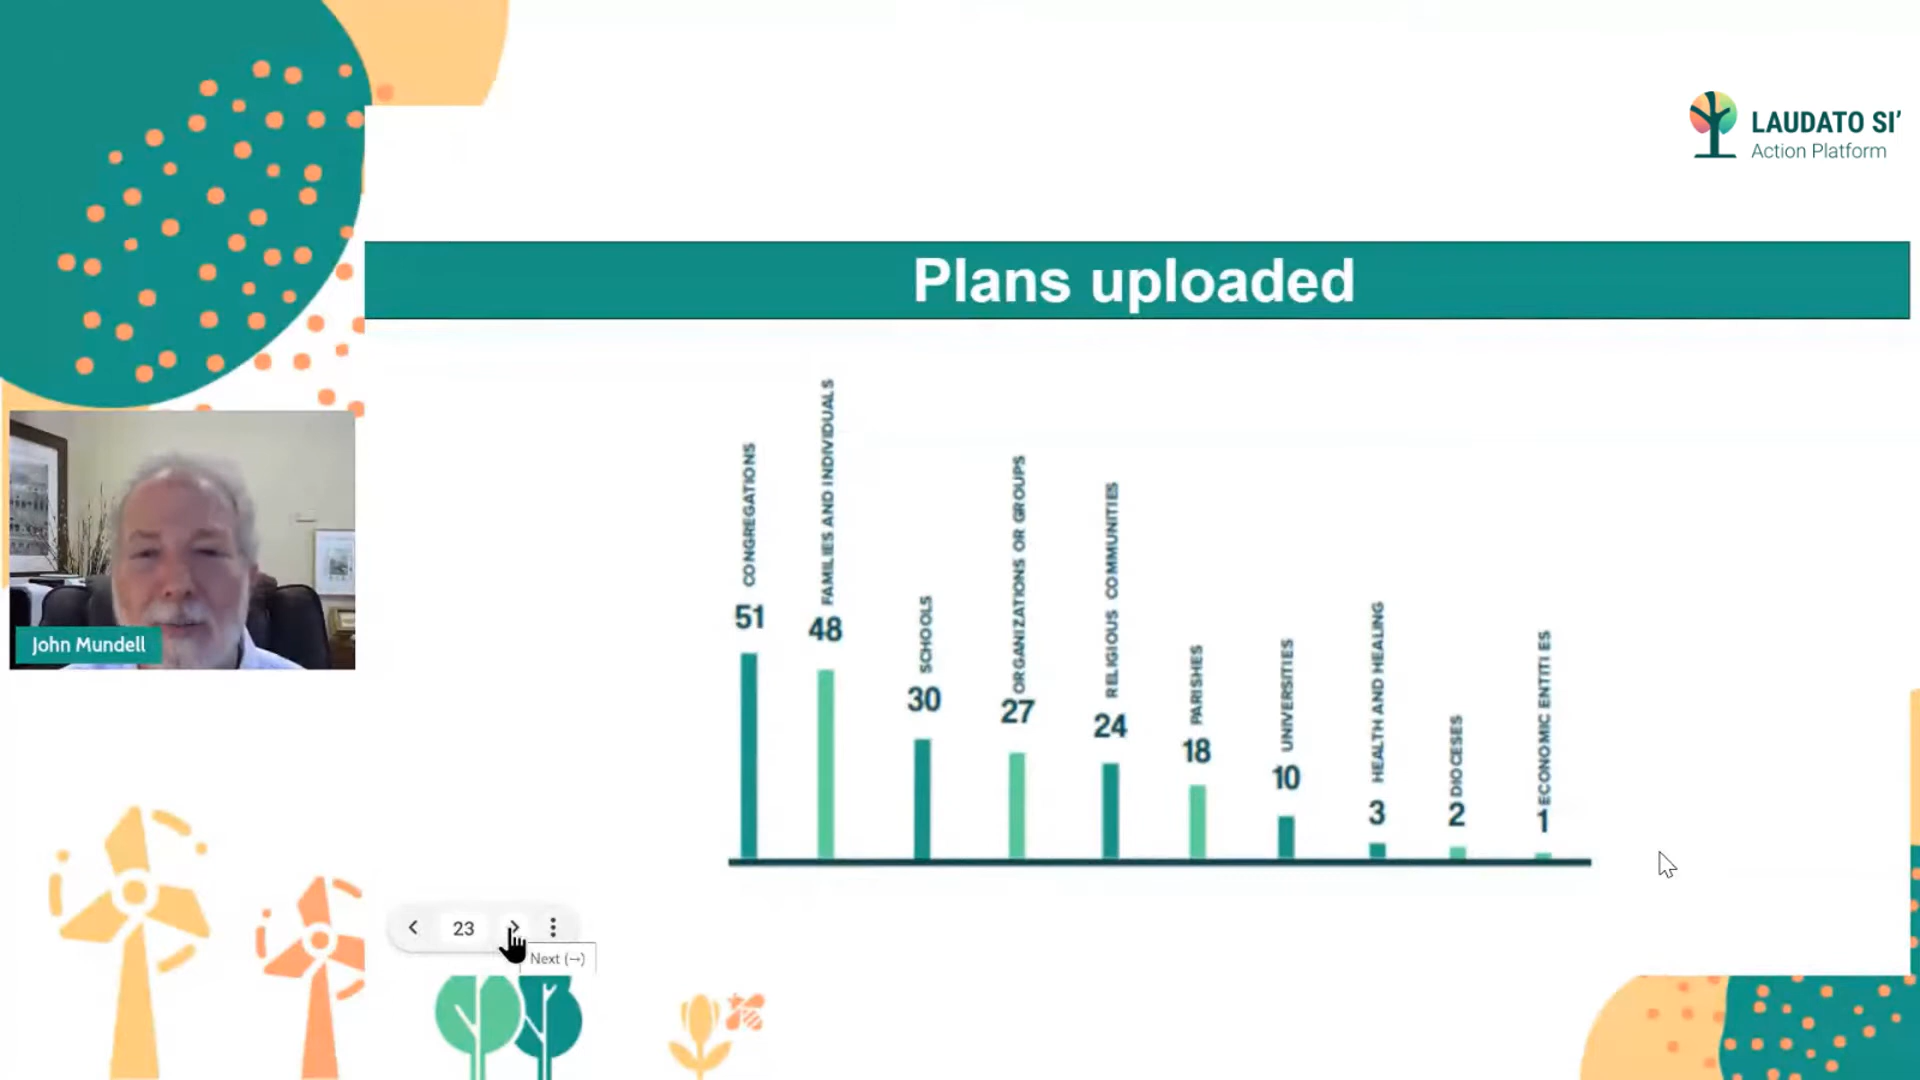 LAUDATO SI’
Action Platform
Plans uploaded
CONGREGATIONS
51
FAMILIES AND INDIVIDUALS
48
SCHOOLS
30
ORGANIZATIONS OR GROUPS
27
RELIGIOUS COMMUNITIES
24
PARISHES
18
UNIVERSITIES
10
HEALTH AND HEALING
3
DIOCESES
2
ECONOMIC ENTITIES
1
John Mundell
23
Next (→)